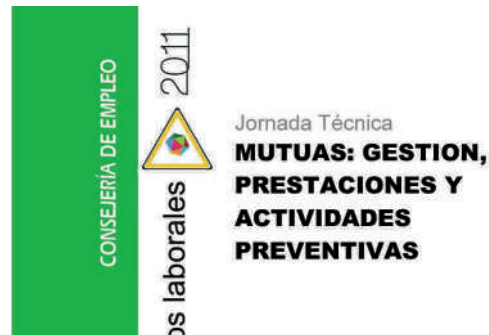 CONSEJERÍA DE EMPLEO
laborales 2011
Jornada Técnica
MUTUAS: GESTION,
PRESTACIONES Y
ACTIVIDADES
PREVENTIVAS